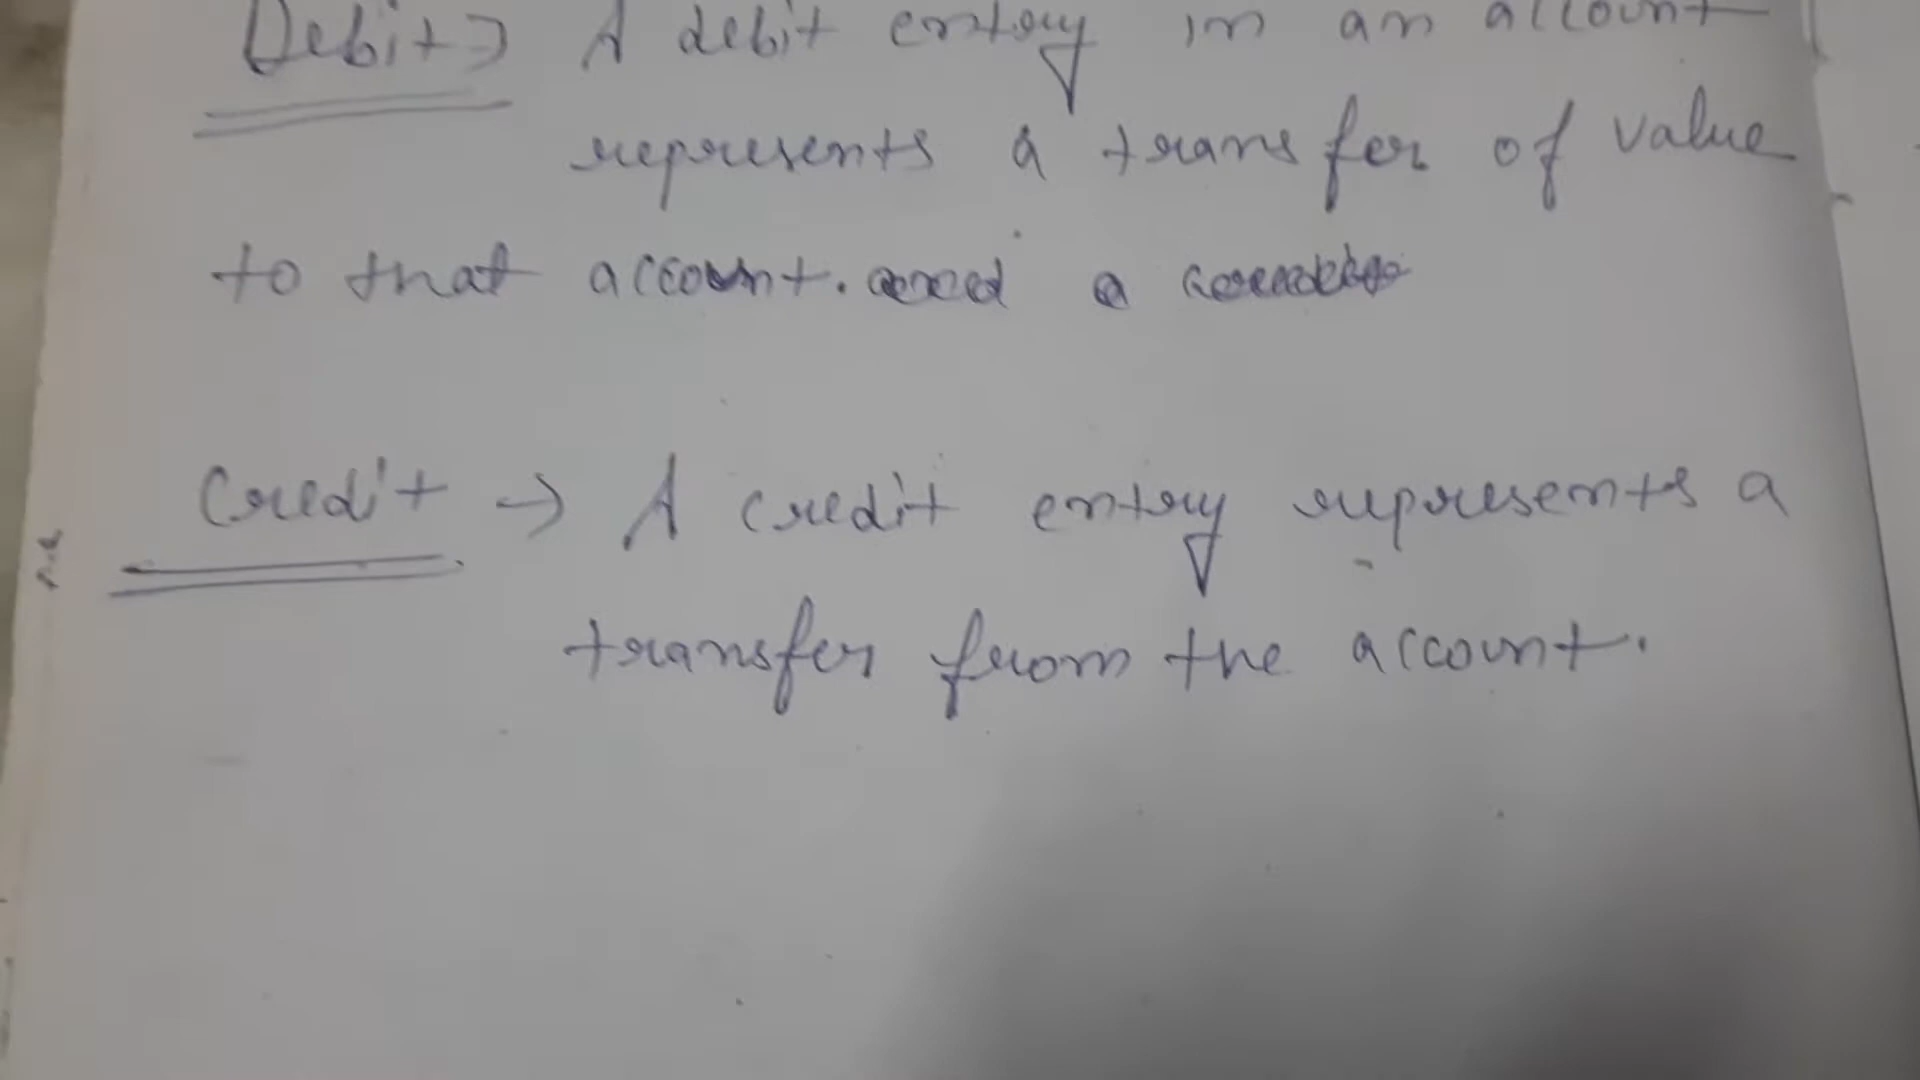 Debit → A debit entry in an account
represents a transfer of value
to that account. and a
Credit → A credit entry represents a
transfer from the account.